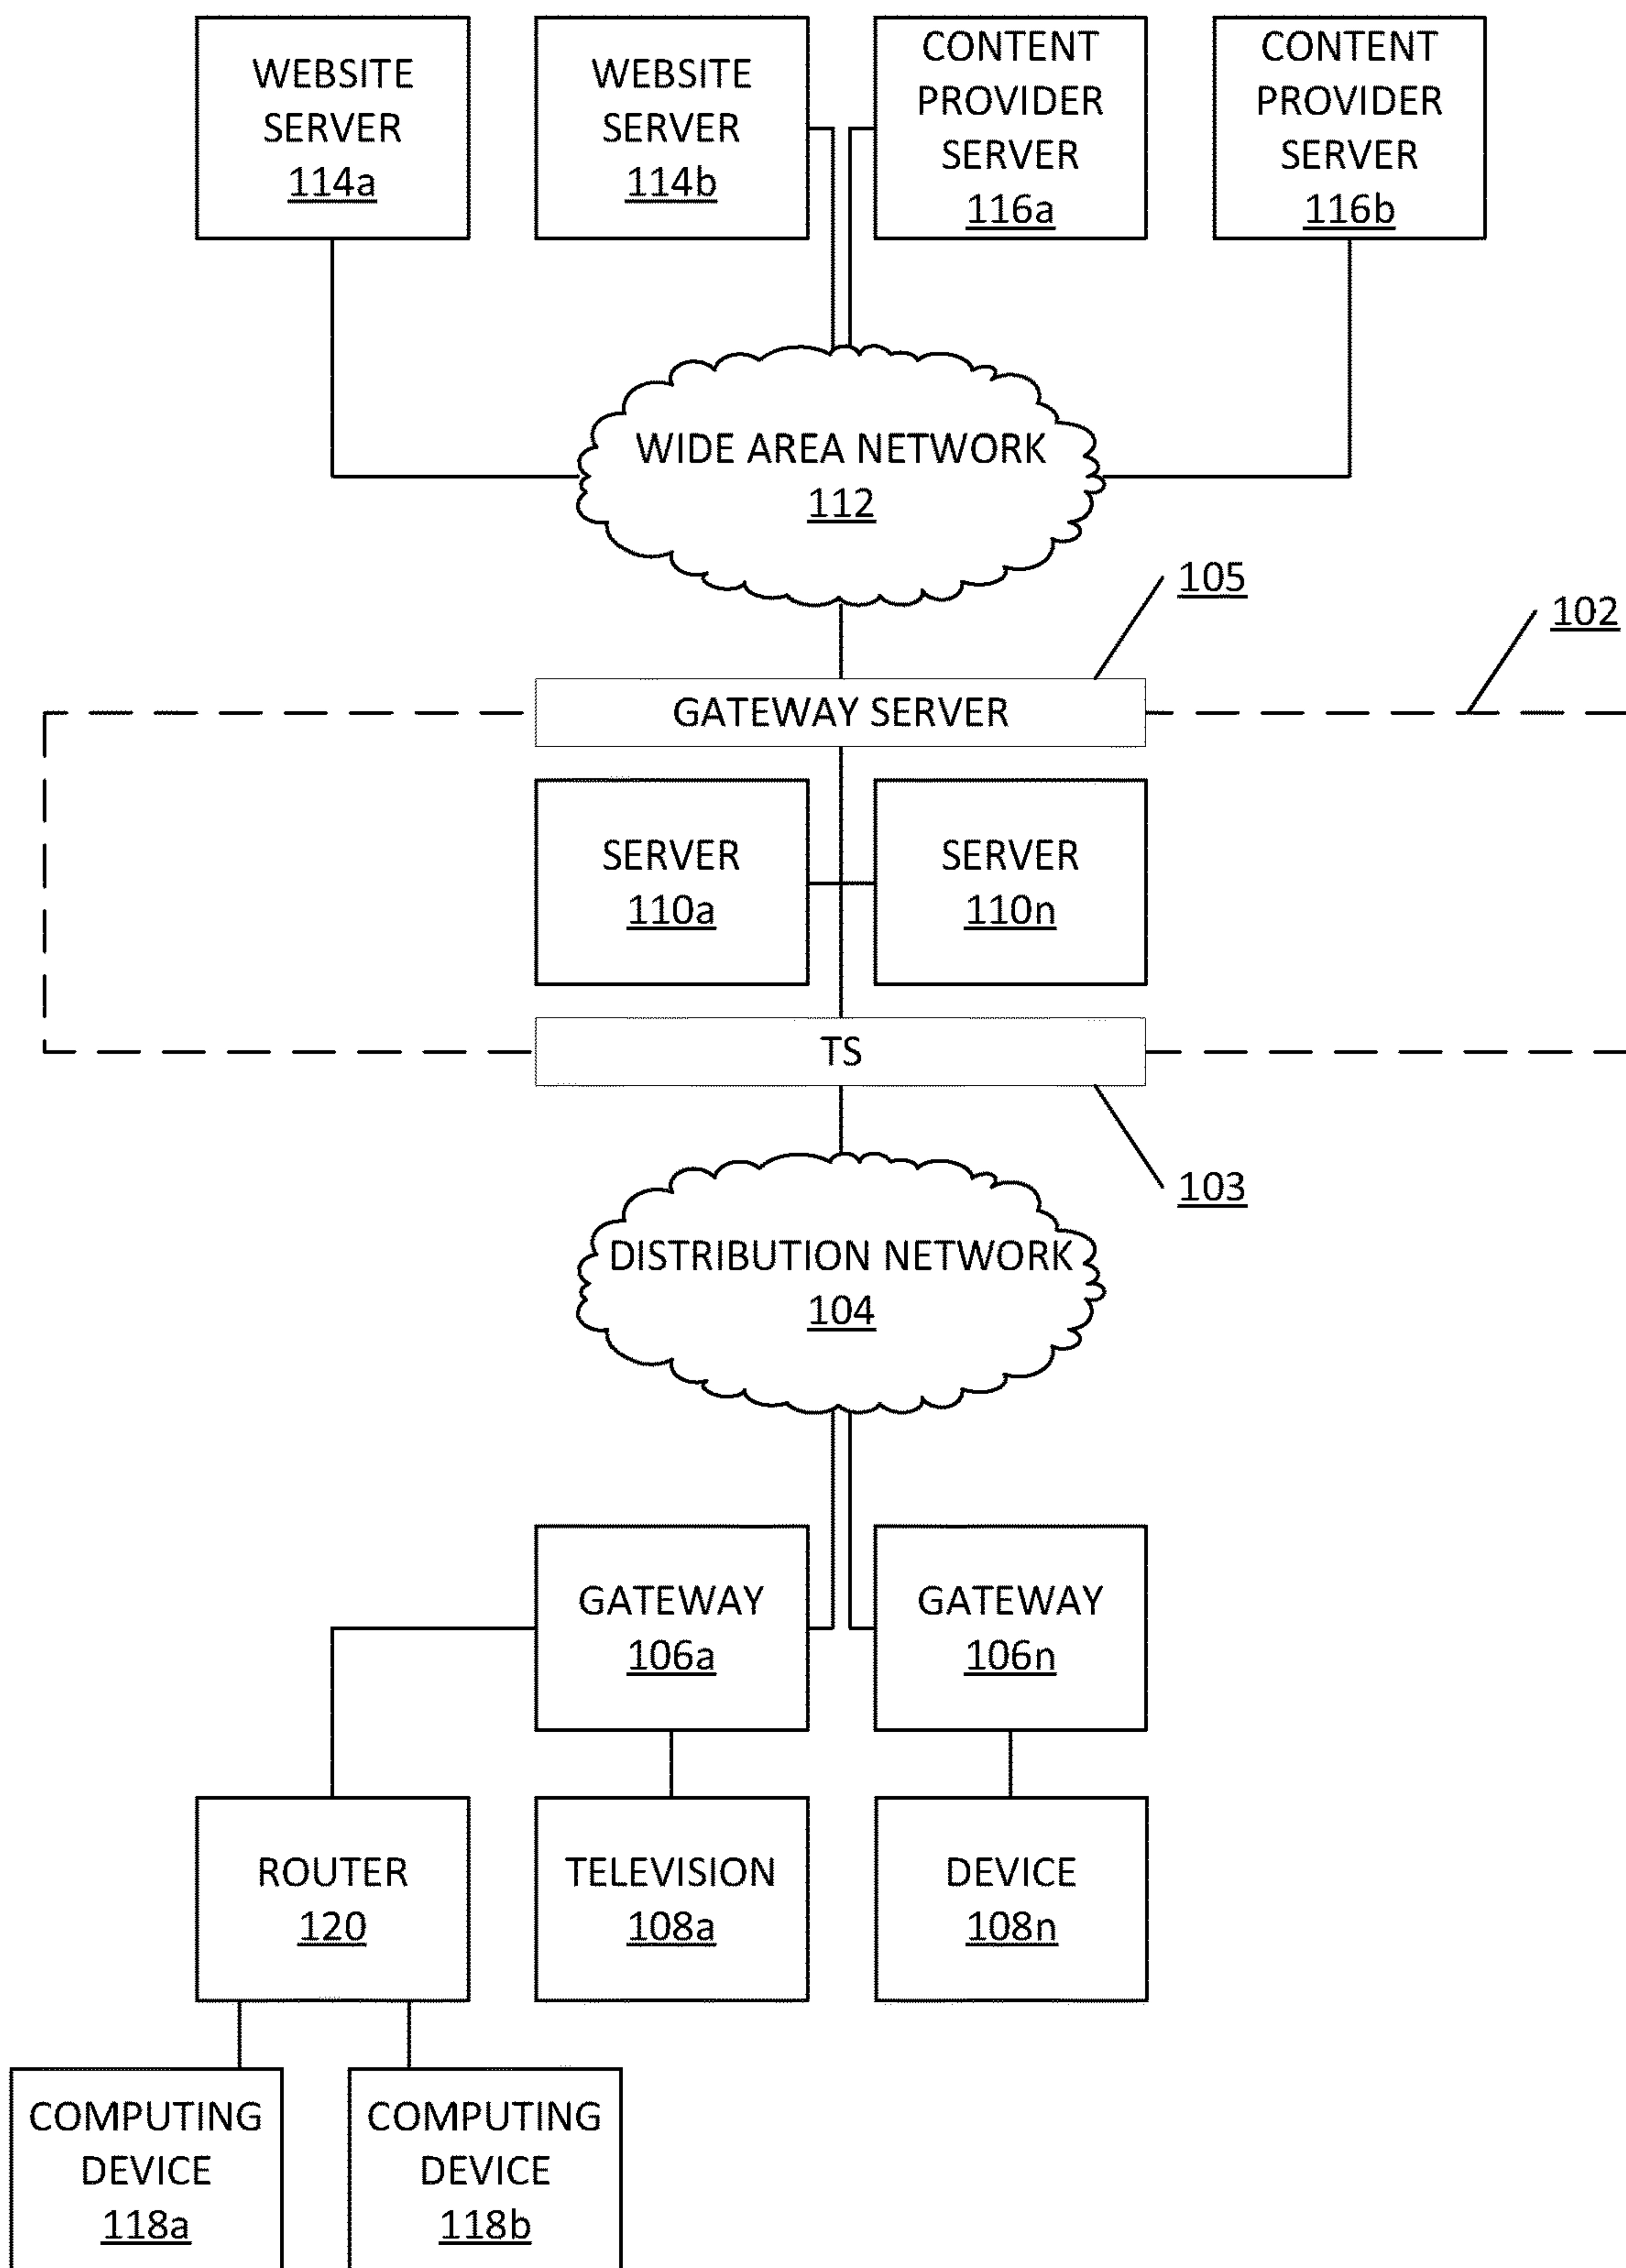 WEBSITE
SERVER
114a
WEBSITE
SERVER
114b
CONTENT
PROVIDER
SERVER
116a
CONTENT
PROVIDER
SERVER
116b
WIDE AREA NETWORK
112
105
102
GATEWAY SERVER
SERVER
110a
SERVER
110n
TS
103
DISTRIBUTION NETWORK
104
GATEWAY
106a
GATEWAY
106n
ROUTER
120
TELEVISION
108a
DEVICE
108n
COMPUTING
DEVICE
118a
COMPUTING
DEVICE
118b